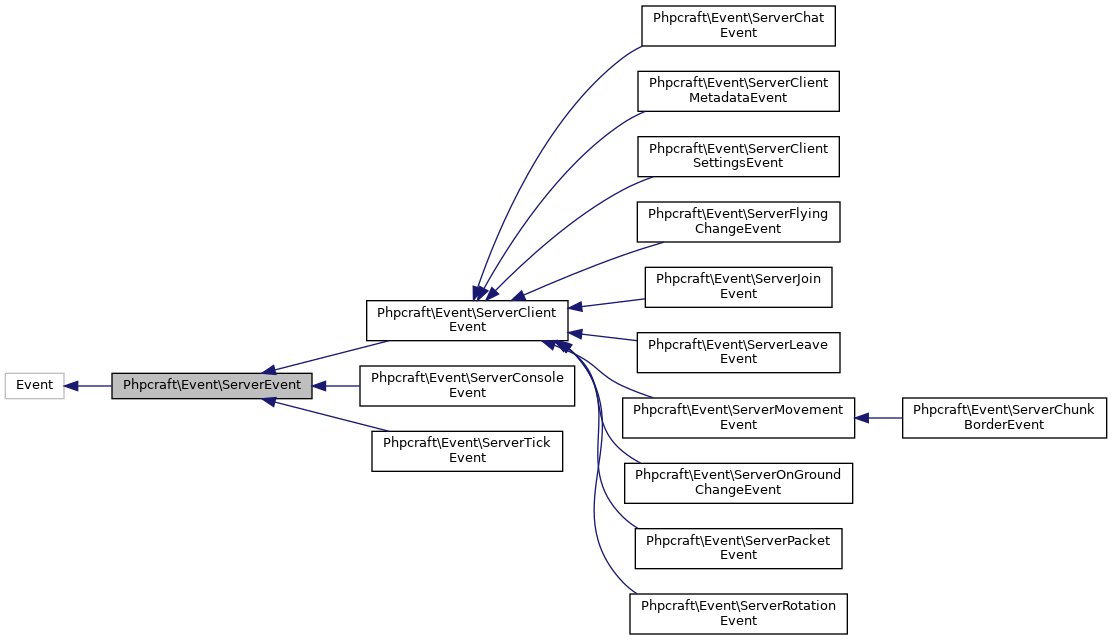 Phpcraft\Event\ServerChat
Event
Phpcraft\Event\ServerClient
MetadataEvent
Phpcraft\Event\ServerClient
SettingsEvent
Phpcraft\Event\ServerFlying
ChangeEvent
Phpcraft\Event\ServerJoin
Event
Phpcraft\Event\ServerClient
Event
Phpcraft\Event\ServerLeave
Event
Event
Phpcraft\Event\ServerEvent
Phpcraft\Event\ServerConsole
Event
Phpcraft\Event\ServerMovement
Event
Phpcraft\Event\ServerChunk
BorderEvent
Phpcraft\Event\ServerTick
Event
Phpcraft\Event\ServerOnGround
ChangeEvent
Phpcraft\Event\ServerPacket
Event
Phpcraft\Event\ServerRotation
Event